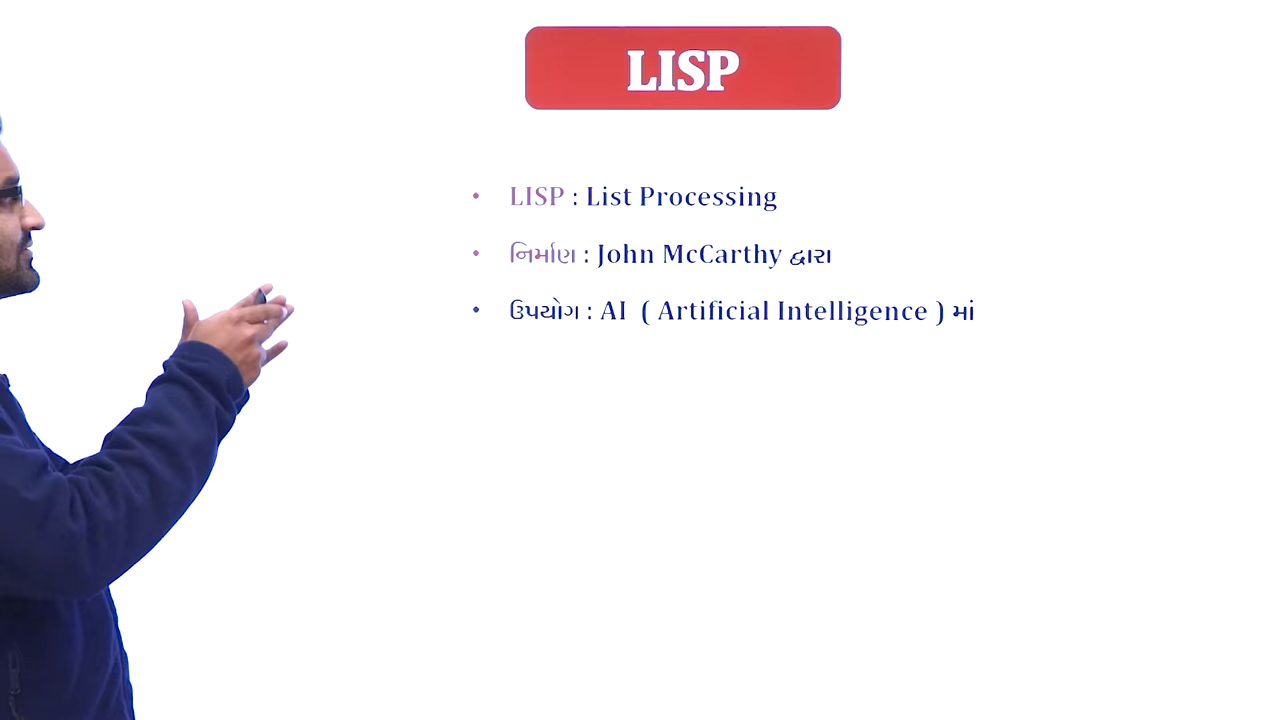 LISP
• LISP : List Processing
• નિર્માણ : John McCarthy દ્વારા
• ઉપયોગ : AI ( Artificial Intelligence ) માં